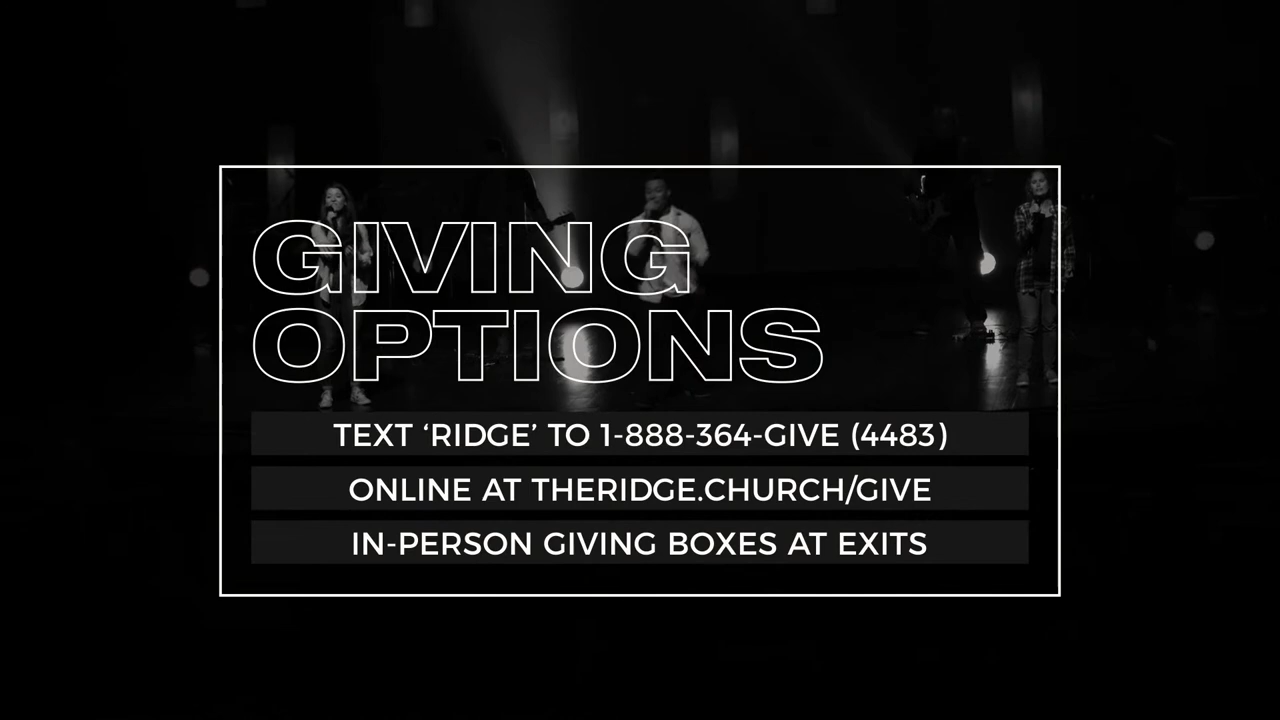 GIVING
OPTIONS
TEXT ‘RIDGE’ TO 1-888-364-GIVE (4483)
ONLINE AT THERIDGE.CHURCH/GIVE
IN-PERSON GIVING BOXES AT EXITS